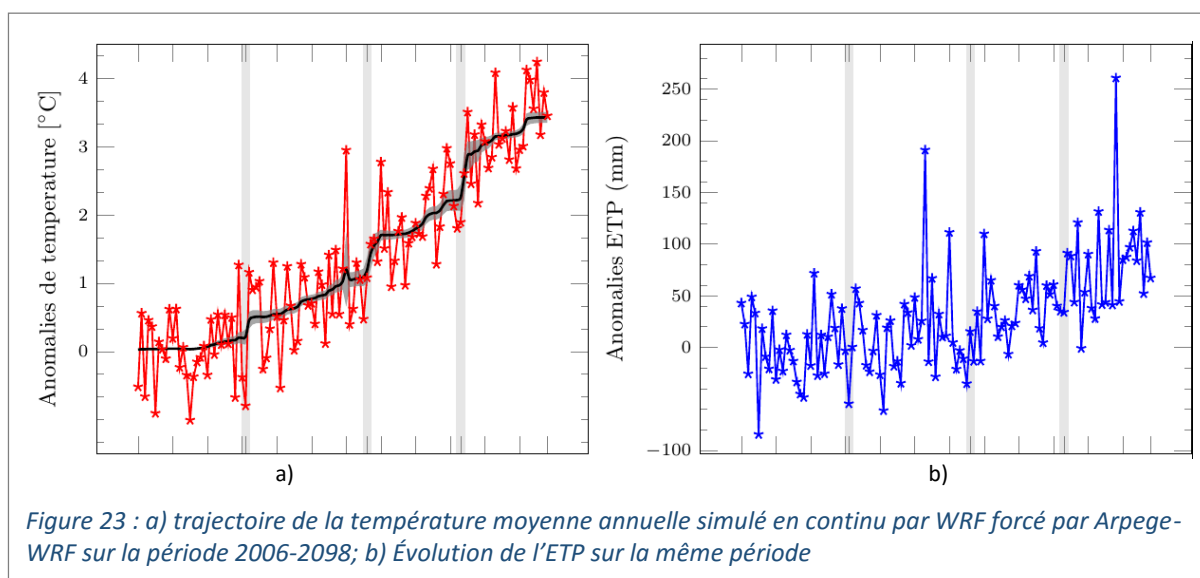 Anomalies de temperature [°C]
4
3
2
1
0
a)
Anomalies ETP (mm)
250
200
150
100
50
0
−100
b)
Figure 23 : a) trajectoire de la température moyenne annuelle simulé en continu par WRF forcé par Arpege-
WRF sur la période 2006-2098; b) Évolution de l’ETP sur la même période